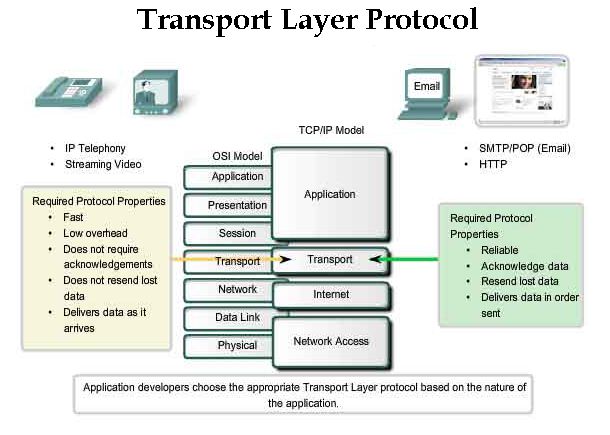 Transport Layer Protocol
Email
• IP Telephony
• Streaming Video
• SMTP/POP (Email)
• HTTP
TCP/IP Model
OSI Model
Application
Presentation
Session
Transport
Network
Data Link
Physical
Application
Transport
Internet
Network Access
Required Protocol Properties
• Fast
• Low overhead
• Does not require
acknowledgements
• Does not resend lost
data
• Delivers data as it
arrives
Required Protocol
Properties
• Reliable
• Acknowledge data
• Resend lost data
• Delivers data in order
sent
Application developers choose the appropriate Transport Layer protocol based on the nature of
the application.